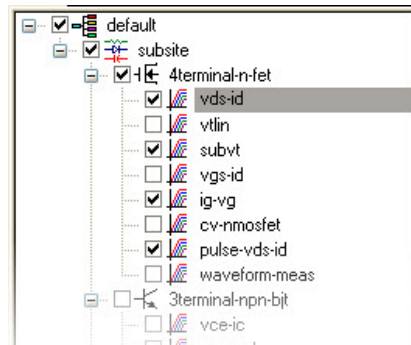 default
subsite
4terminal-n-fet
vds-id
vtlin
subvt
vgs-id
ig-vg
cv-nmosfet
pulse-vds-id
waveform-meas
3terminal-npn-bjt
vce-ic